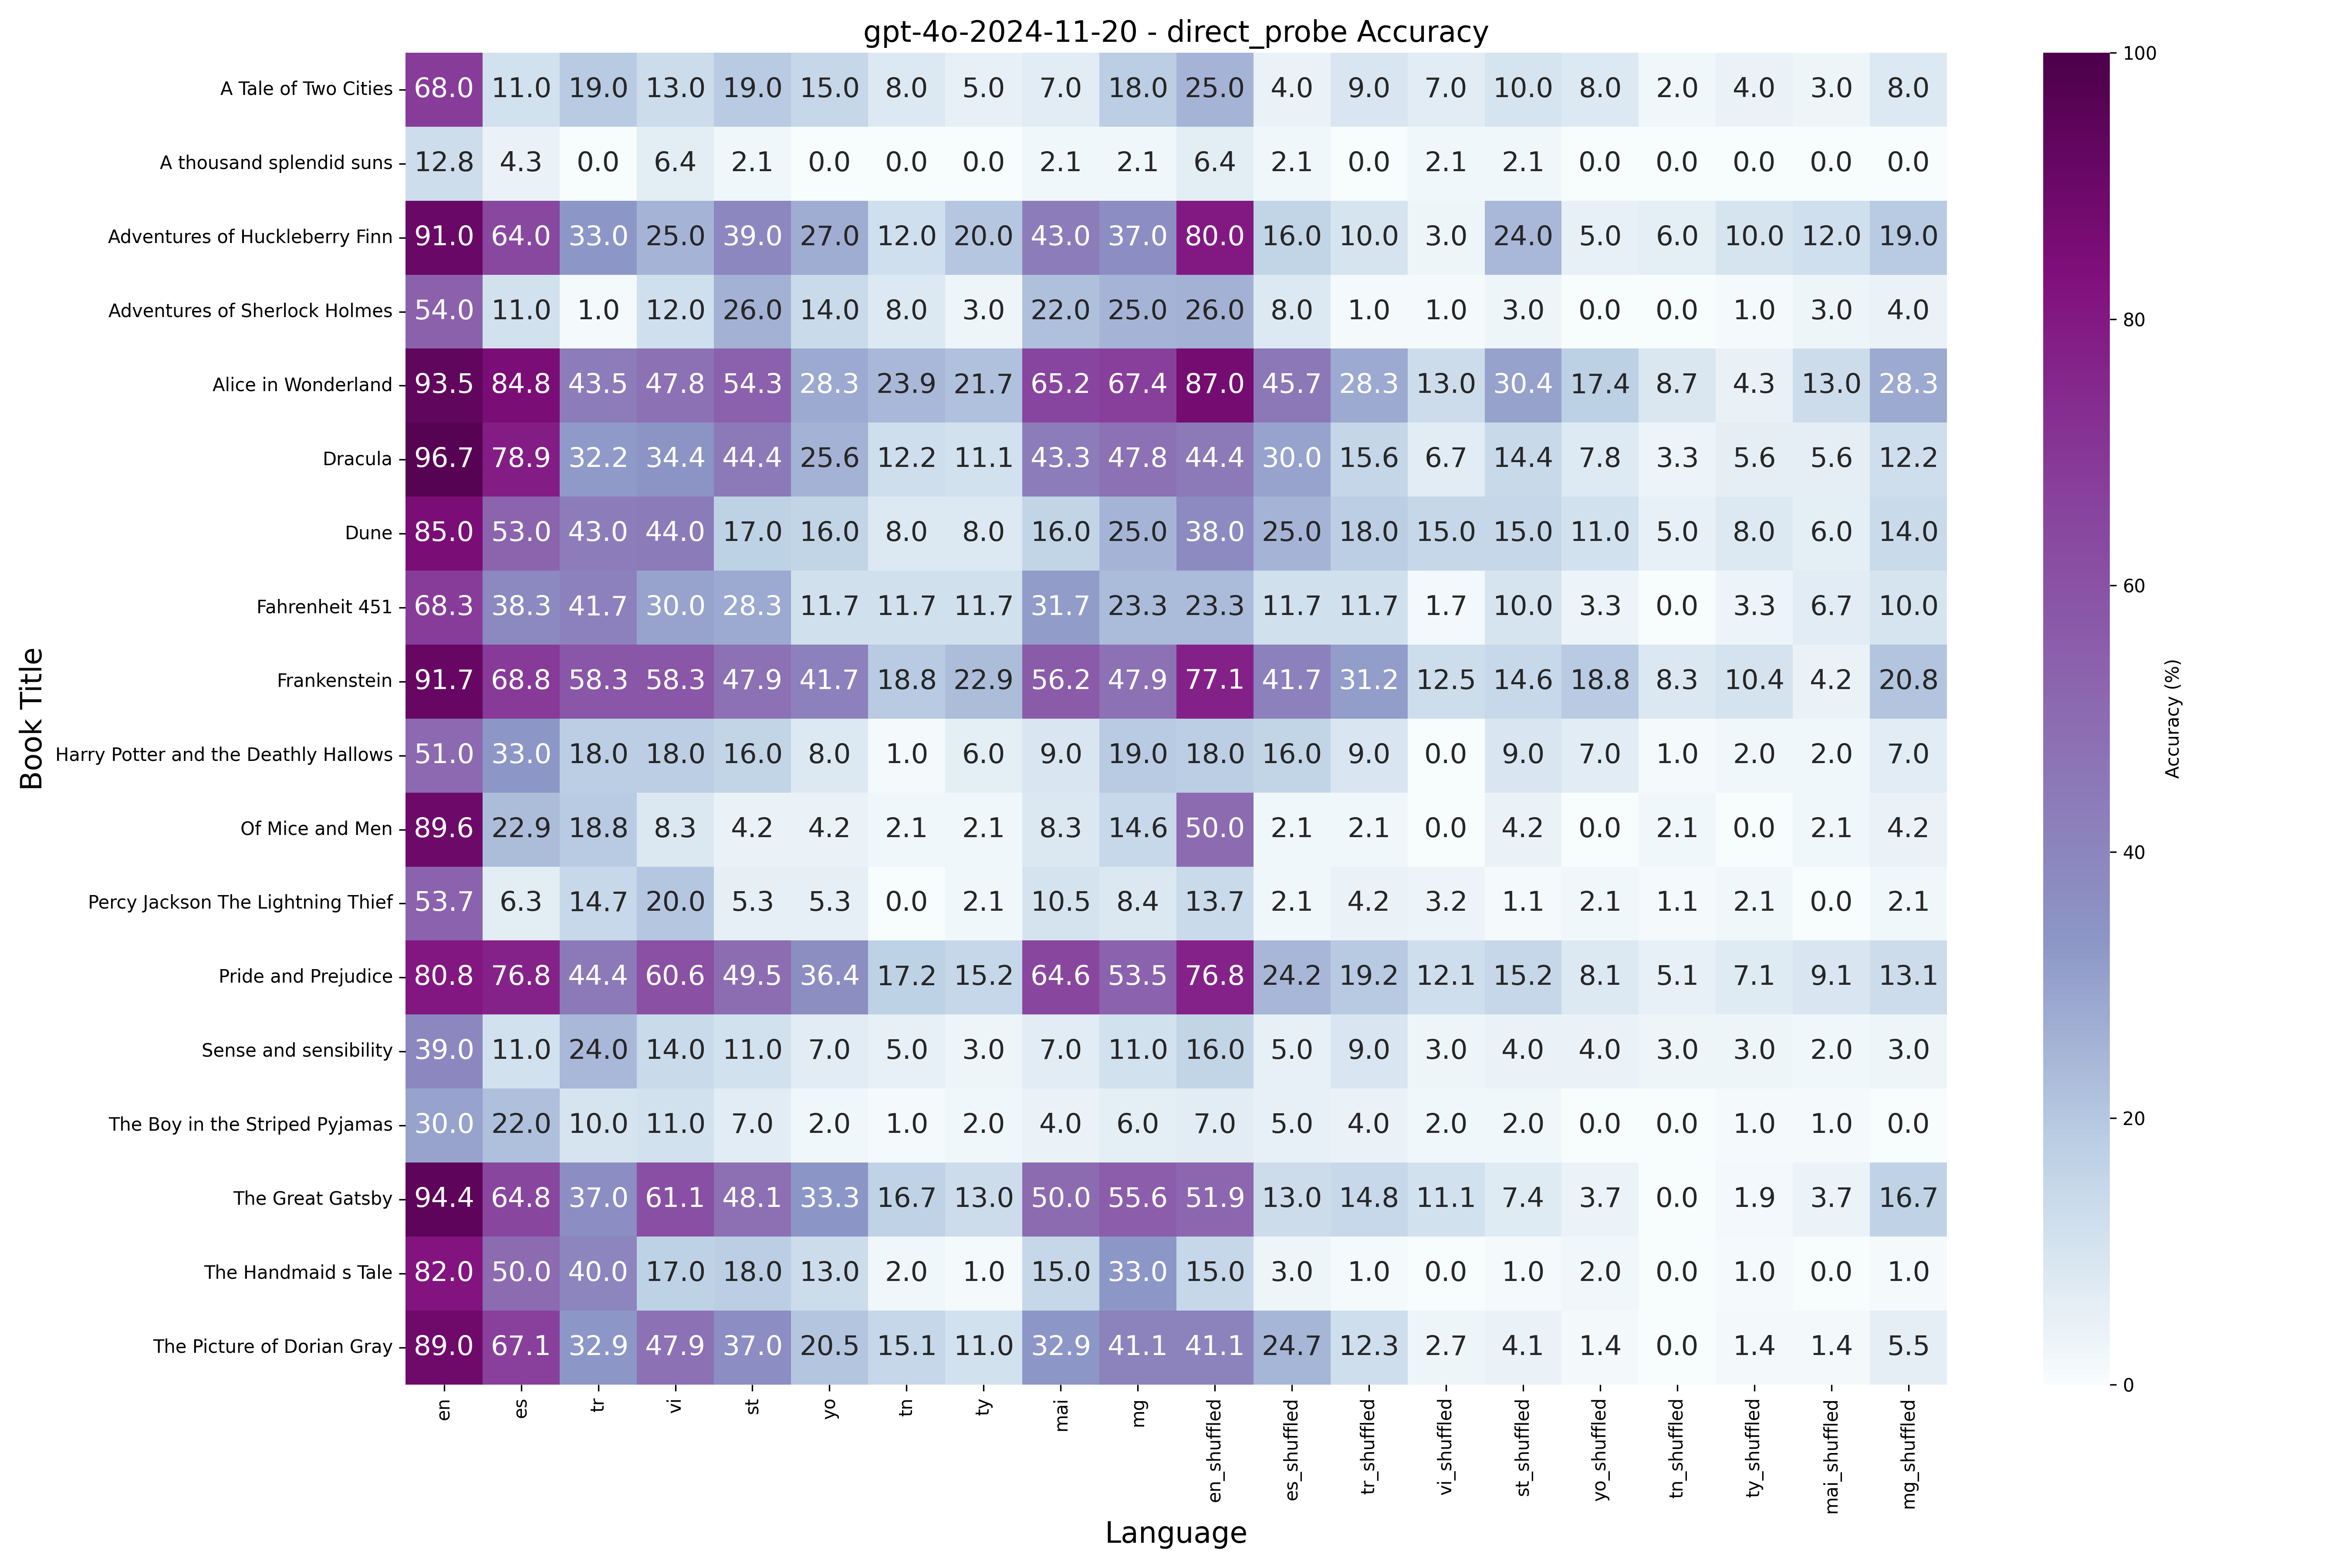 gpt-4o-2024-11-20 - direct_probe Accuracy
Book Title
A Tale of Two Cities 68.0 11.0 19.0 13.0 19.0 15.0 8.0 5.0 7.0 18.0 25.0 4.0 9.0 7.0 10.0 8.0 2.0 4.0 3.0 8.0
A thousand splendid suns 12.8 4.3 0.0 6.4 2.1 0.0 0.0 0.0 2.1 2.1 6.4 2.1 0.0 2.1 2.1 0.0 0.0 0.0 0.0 0.0
Adventures of Huckleberry Finn 91.0 64.0 33.0 25.0 39.0 27.0 12.0 20.0 43.0 37.0 80.0 16.0 10.0 3.0 24.0 5.0 6.0 10.0 12.0 19.0
Adventures of Sherlock Holmes 54.0 11.0 1.0 12.0 26.0 14.0 8.0 3.0 22.0 25.0 26.0 8.0 1.0 1.0 3.0 0.0 0.0 1.0 3.0 4.0
Alice in Wonderland 93.5 84.8 43.5 47.8 54.3 28.3 23.9 21.7 65.2 67.4 87.0 45.7 28.3 13.0 30.4 17.4 8.7 4.3 13.0 28.3
Dracula 96.7 78.9 32.2 34.4 44.4 25.6 12.2 11.1 43.3 47.8 44.4 30.0 15.6 6.7 14.4 7.8 3.3 5.6 5.6 12.2
Dune 85.0 53.0 43.0 44.0 17.0 16.0 8.0 8.0 16.0 25.0 38.0 25.0 18.0 15.0 15.0 11.0 5.0 8.0 6.0 14.0
Fahrenheit 451 68.3 38.3 41.7 30.0 28.3 11.7 11.7 11.7 31.7 23.3 23.3 11.7 11.7 1.7 10.0 3.3 0.0 3.3 6.7 10.0
Frankenstein 91.7 68.8 58.3 58.3 47.9 41.7 18.8 22.9 56.2 47.9 77.1 41.7 31.2 12.5 14.6 18.8 8.3 10.4 4.2 20.8
Harry Potter and the Deathly Hallows 51.0 33.0 18.0 18.0 16.0 8.0 1.0 6.0 9.0 19.0 18.0 16.0 9.0 0.0 9.0 7.0 1.0 2.0 2.0 7.0
Of Mice and Men 89.6 22.9 18.8 8.3 4.2 4.2 2.1 2.1 8.3 14.6 50.0 2.1 2.1 0.0 4.2 0.0 2.1 0.0 2.1 4.2
Percy Jackson The Lightning Thief 53.7 6.3 14.7 20.0 5.3 5.3 0.0 2.1 10.5 8.4 13.7 2.1 4.2 3.2 1.1 2.1 1.1 2.1 0.0 2.1
Pride and Prejudice 80.8 76.8 44.4 60.6 49.5 36.4 17.2 15.2 64.6 53.5 76.8 24.2 19.2 12.1 15.2 8.1 5.1 7.1 9.1 13.1
Sense and sensibility 39.0 11.0 24.0 14.0 11.0 7.0 5.0 3.0 7.0 11.0 16.0 5.0 9.0 3.0 4.0 4.0 3.0 3.0 2.0 3.0
The Boy in the Striped Pyjamas 30.0 22.0 10.0 11.0 7.0 2.0 1.0 2.0 4.0 6.0 7.0 5.0 4.0 2.0 2.0 0.0 0.0 1.0 1.0 0.0
The Great Gatsby 94.4 64.8 37.0 61.1 48.1 33.3 16.7 13.0 50.0 55.6 51.9 13.0 14.8 11.1 7.4 3.7 0.0 1.9 3.7 16.7
The Handmaid s Tale 82.0 50.0 40.0 17.0 18.0 13.0 2.0 1.0 15.0 33.0 15.0 3.0 1.0 0.0 1.0 2.0 0.0 1.0 0.0 1.0
The Picture of Dorian Gray 89.0 67.1 32.9 47.9 37.0 20.5 15.1 11.0 32.9 41.1 41.1 24.7 12.3 2.7 4.1 1.4 0.0 1.4 1.4 5.5
en es tr vi st yo tn ty mai mg en_shuffled es_shuffled tr_shuffled vi_shuffled st_shuffled yo_shuffled tn_shuffled ty_shuffled mai_shuffled mg_shuffled
Language
100
80
60
40
20
0
Accuracy (%)